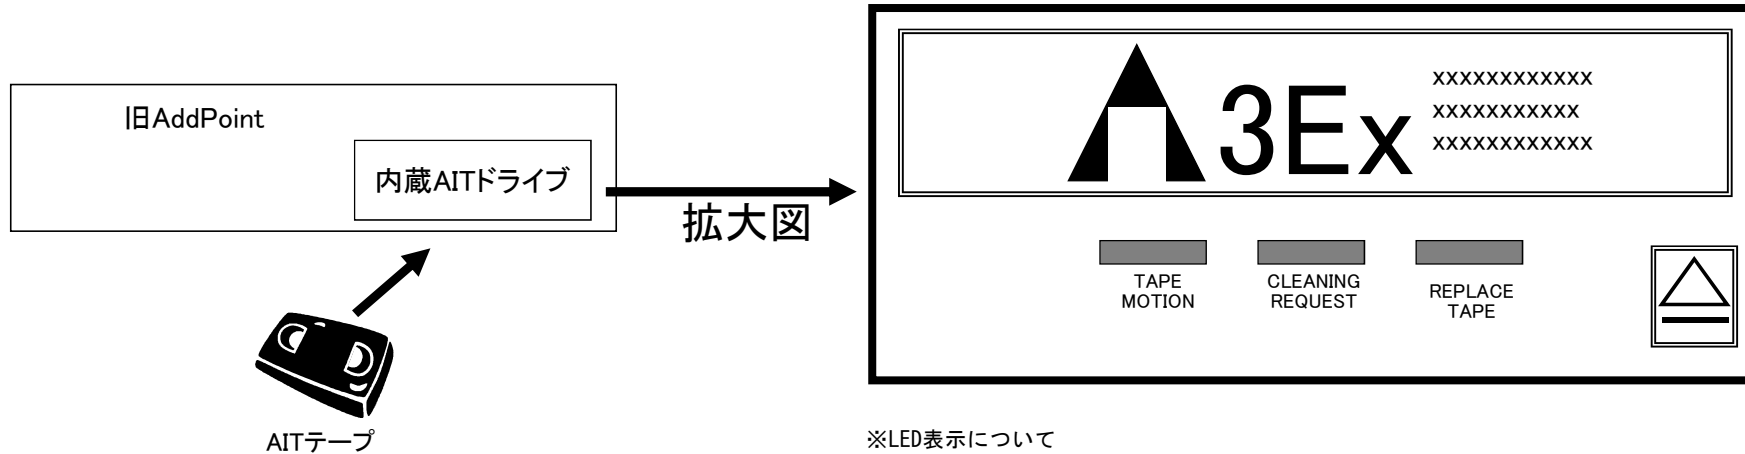 旧AddPoint
内蔵AITドライブ
拡大図
AITテープ
3Ex
xxxxxxxxxxxx
xxxxxxxxxxx
xxxxxxxxxxxx
TAPE
MOTION
CLEANING
REQUEST
REPLACE
TAPE
※LED表示について